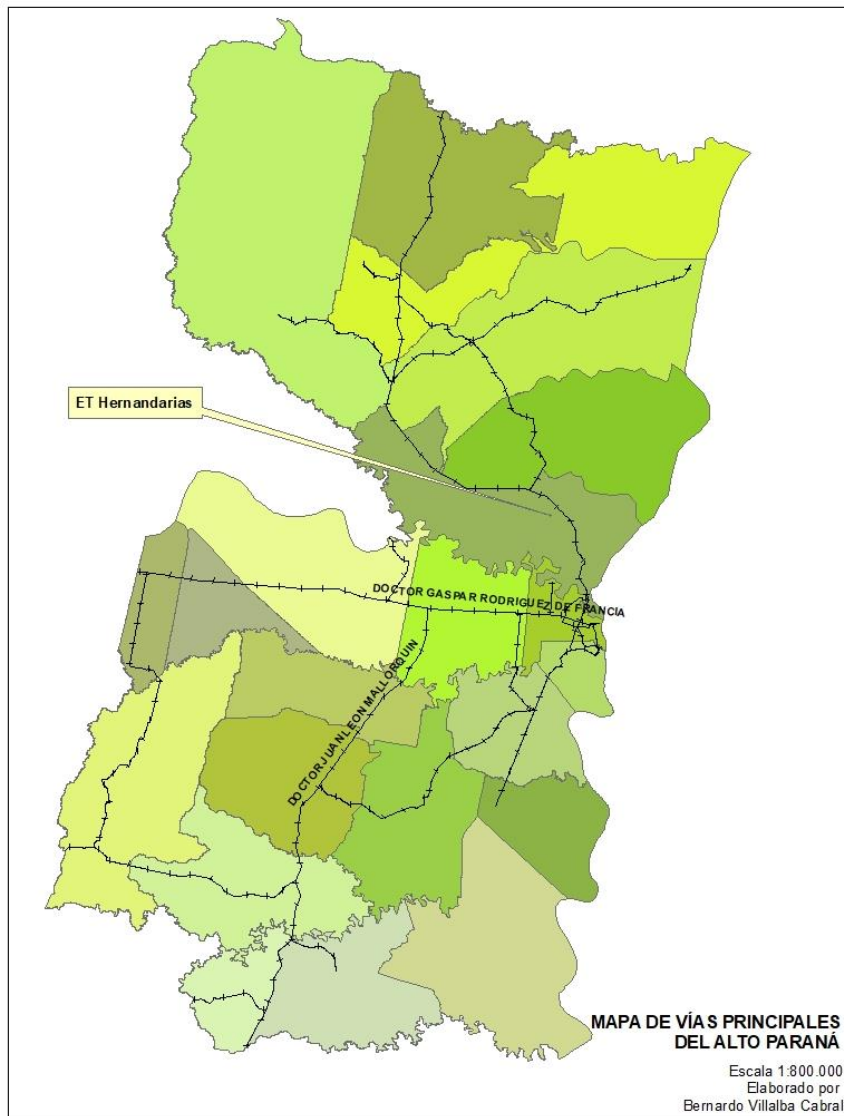 ET Hernandarias
DOCTOR GASPAR RODRIGUEZ DE FRANCIA
DOCTOR JUAN LEON MALLORQUIN
MAPA DE VÍAS PRINCIPALES
DEL ALTO PARANÁ
Escala 1:800.000
Elaborado por
Bernardo Villalba Cabral